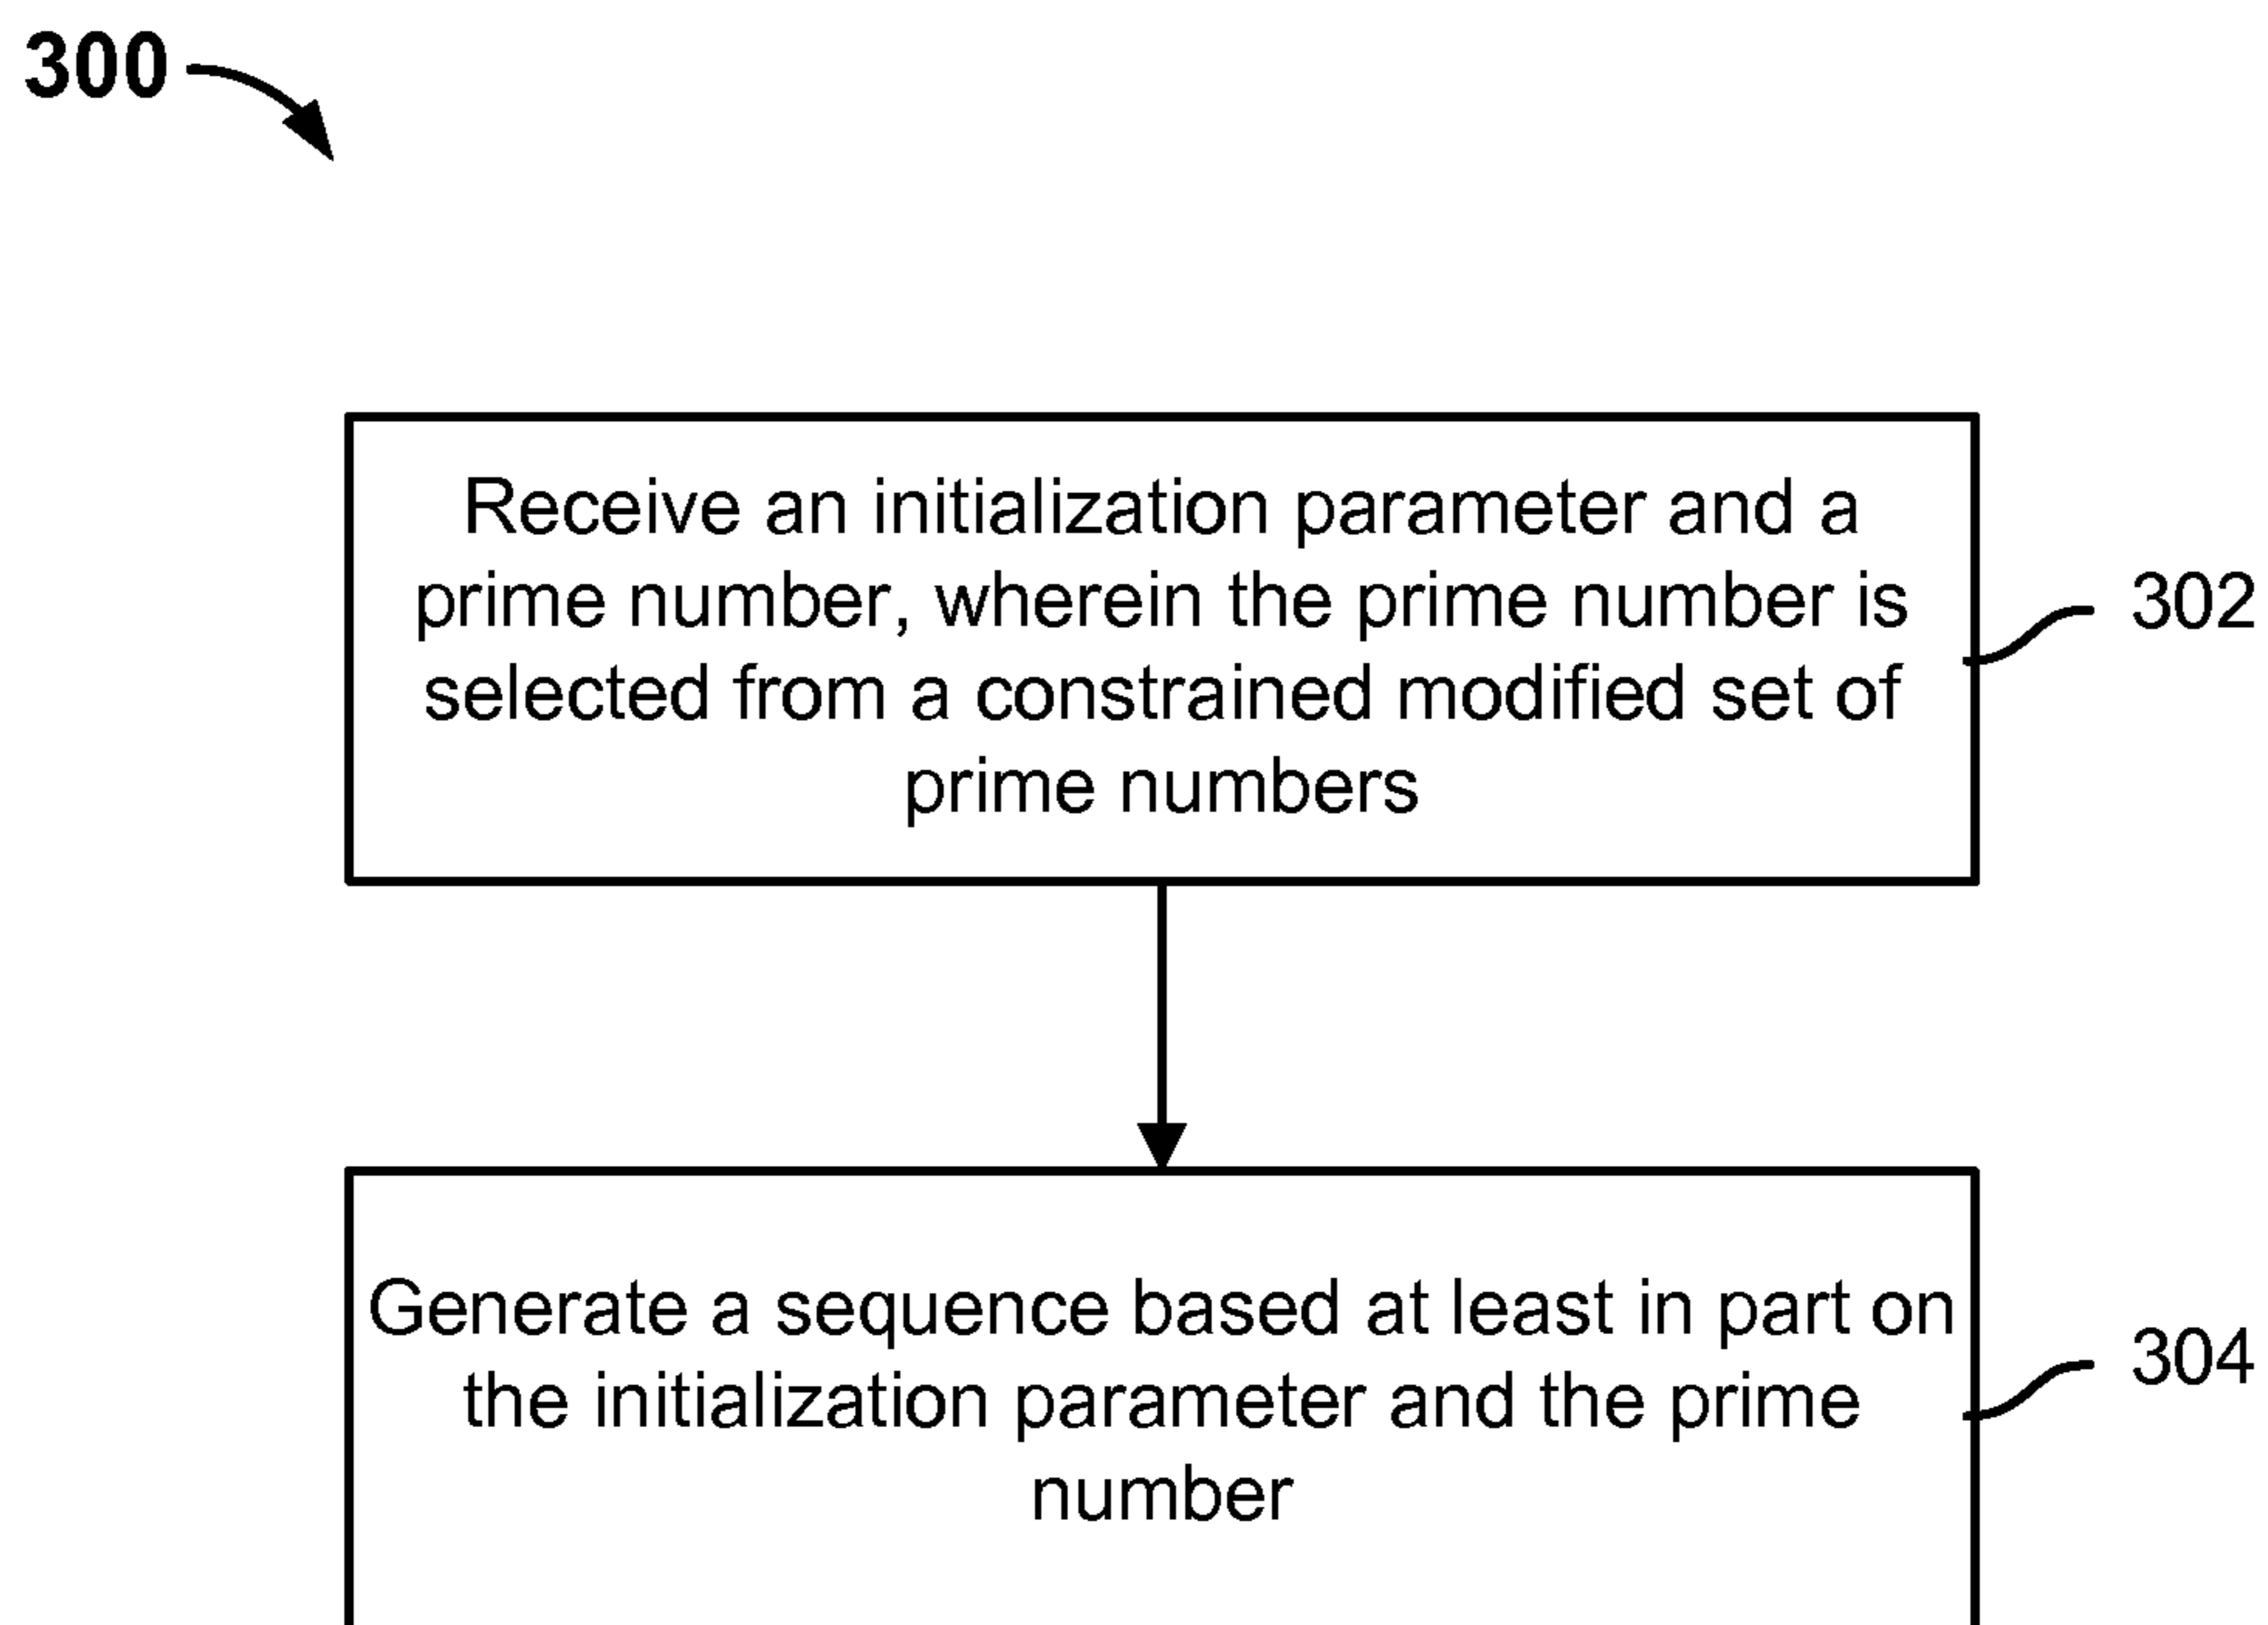 300
Receive an initialization parameter and a
prime number, wherein the prime number is
selected from a constrained modified set of
prime numbers
302
Generate a sequence based at least in part on
the initialization parameter and the prime
number
304